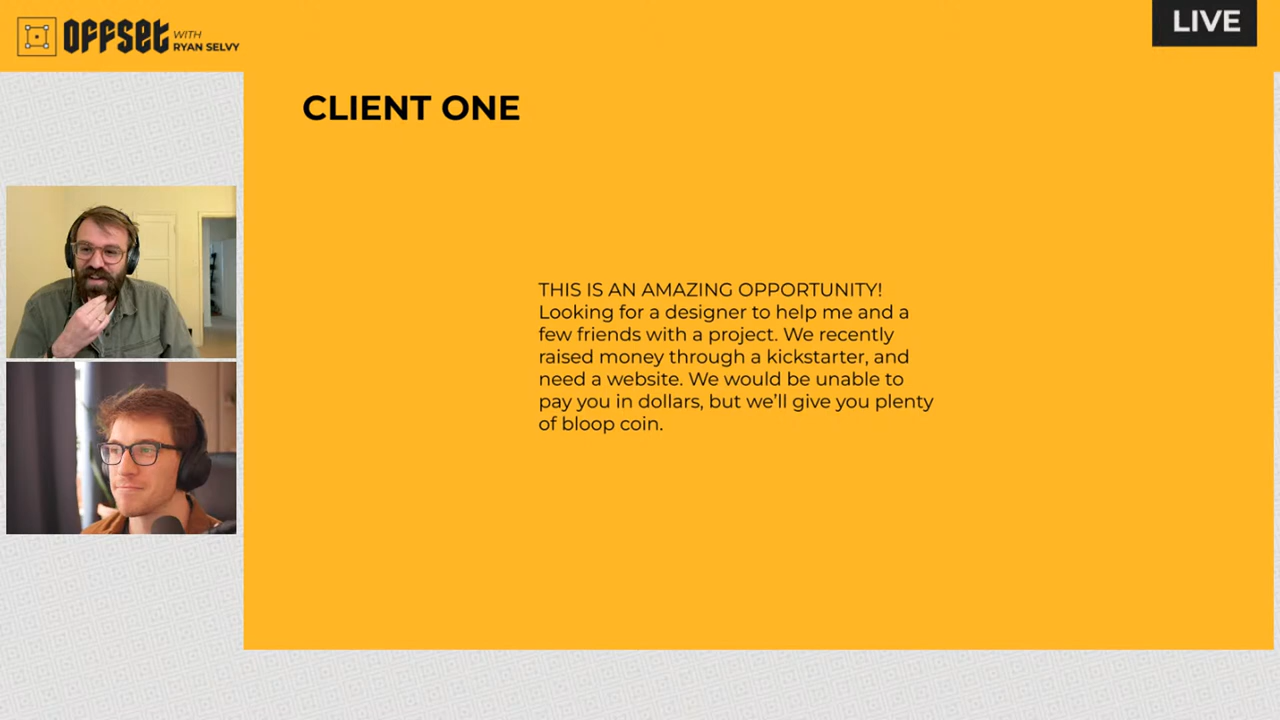 OFFSET
WITH
RYAN SELVY
LIVE
CLIENT ONE
THIS IS AN AMAZING OPPORTUNITY!
Looking for a designer to help me and a
few friends with a project. We recently
raised money through a kickstarter, and
need a website. We would be unable to
pay you in dollars, but we’ll give you plenty
of bloop coin.